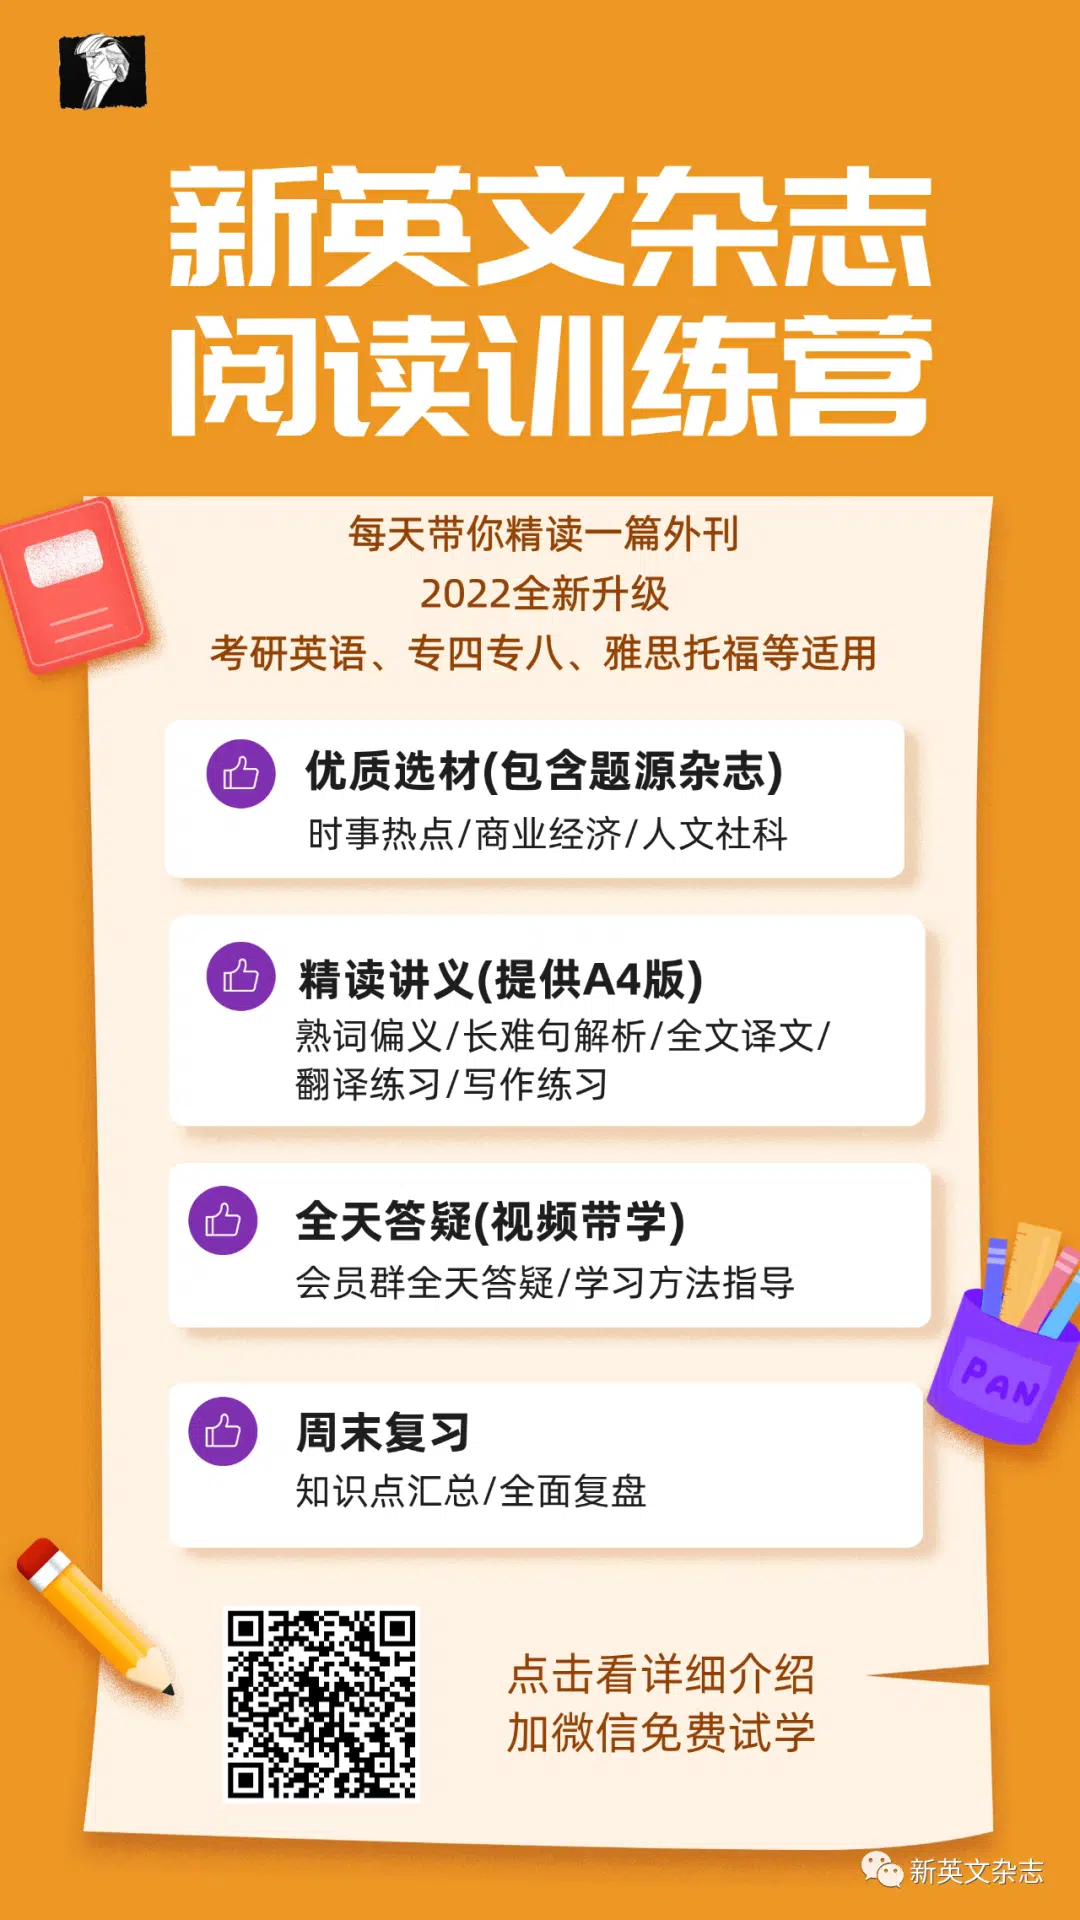 新英文杂志
阅读训练营
每天带你精读一篇外刊
2022全新升级
考研英语、专四专八、雅思托福等适用
优质选材(包含题源杂志)
时事热点/商业经济/人文社科
精读讲义(提供A4版)
熟词偏义/长难句解析/全文译文/
翻译练习/写作练习
全天答疑(视频带学)
会员群全天答疑/学习方法指导
PAN
周末复习
知识点汇总/全面复盘
点击看详细介绍
加微信免费试学
新英文杂志